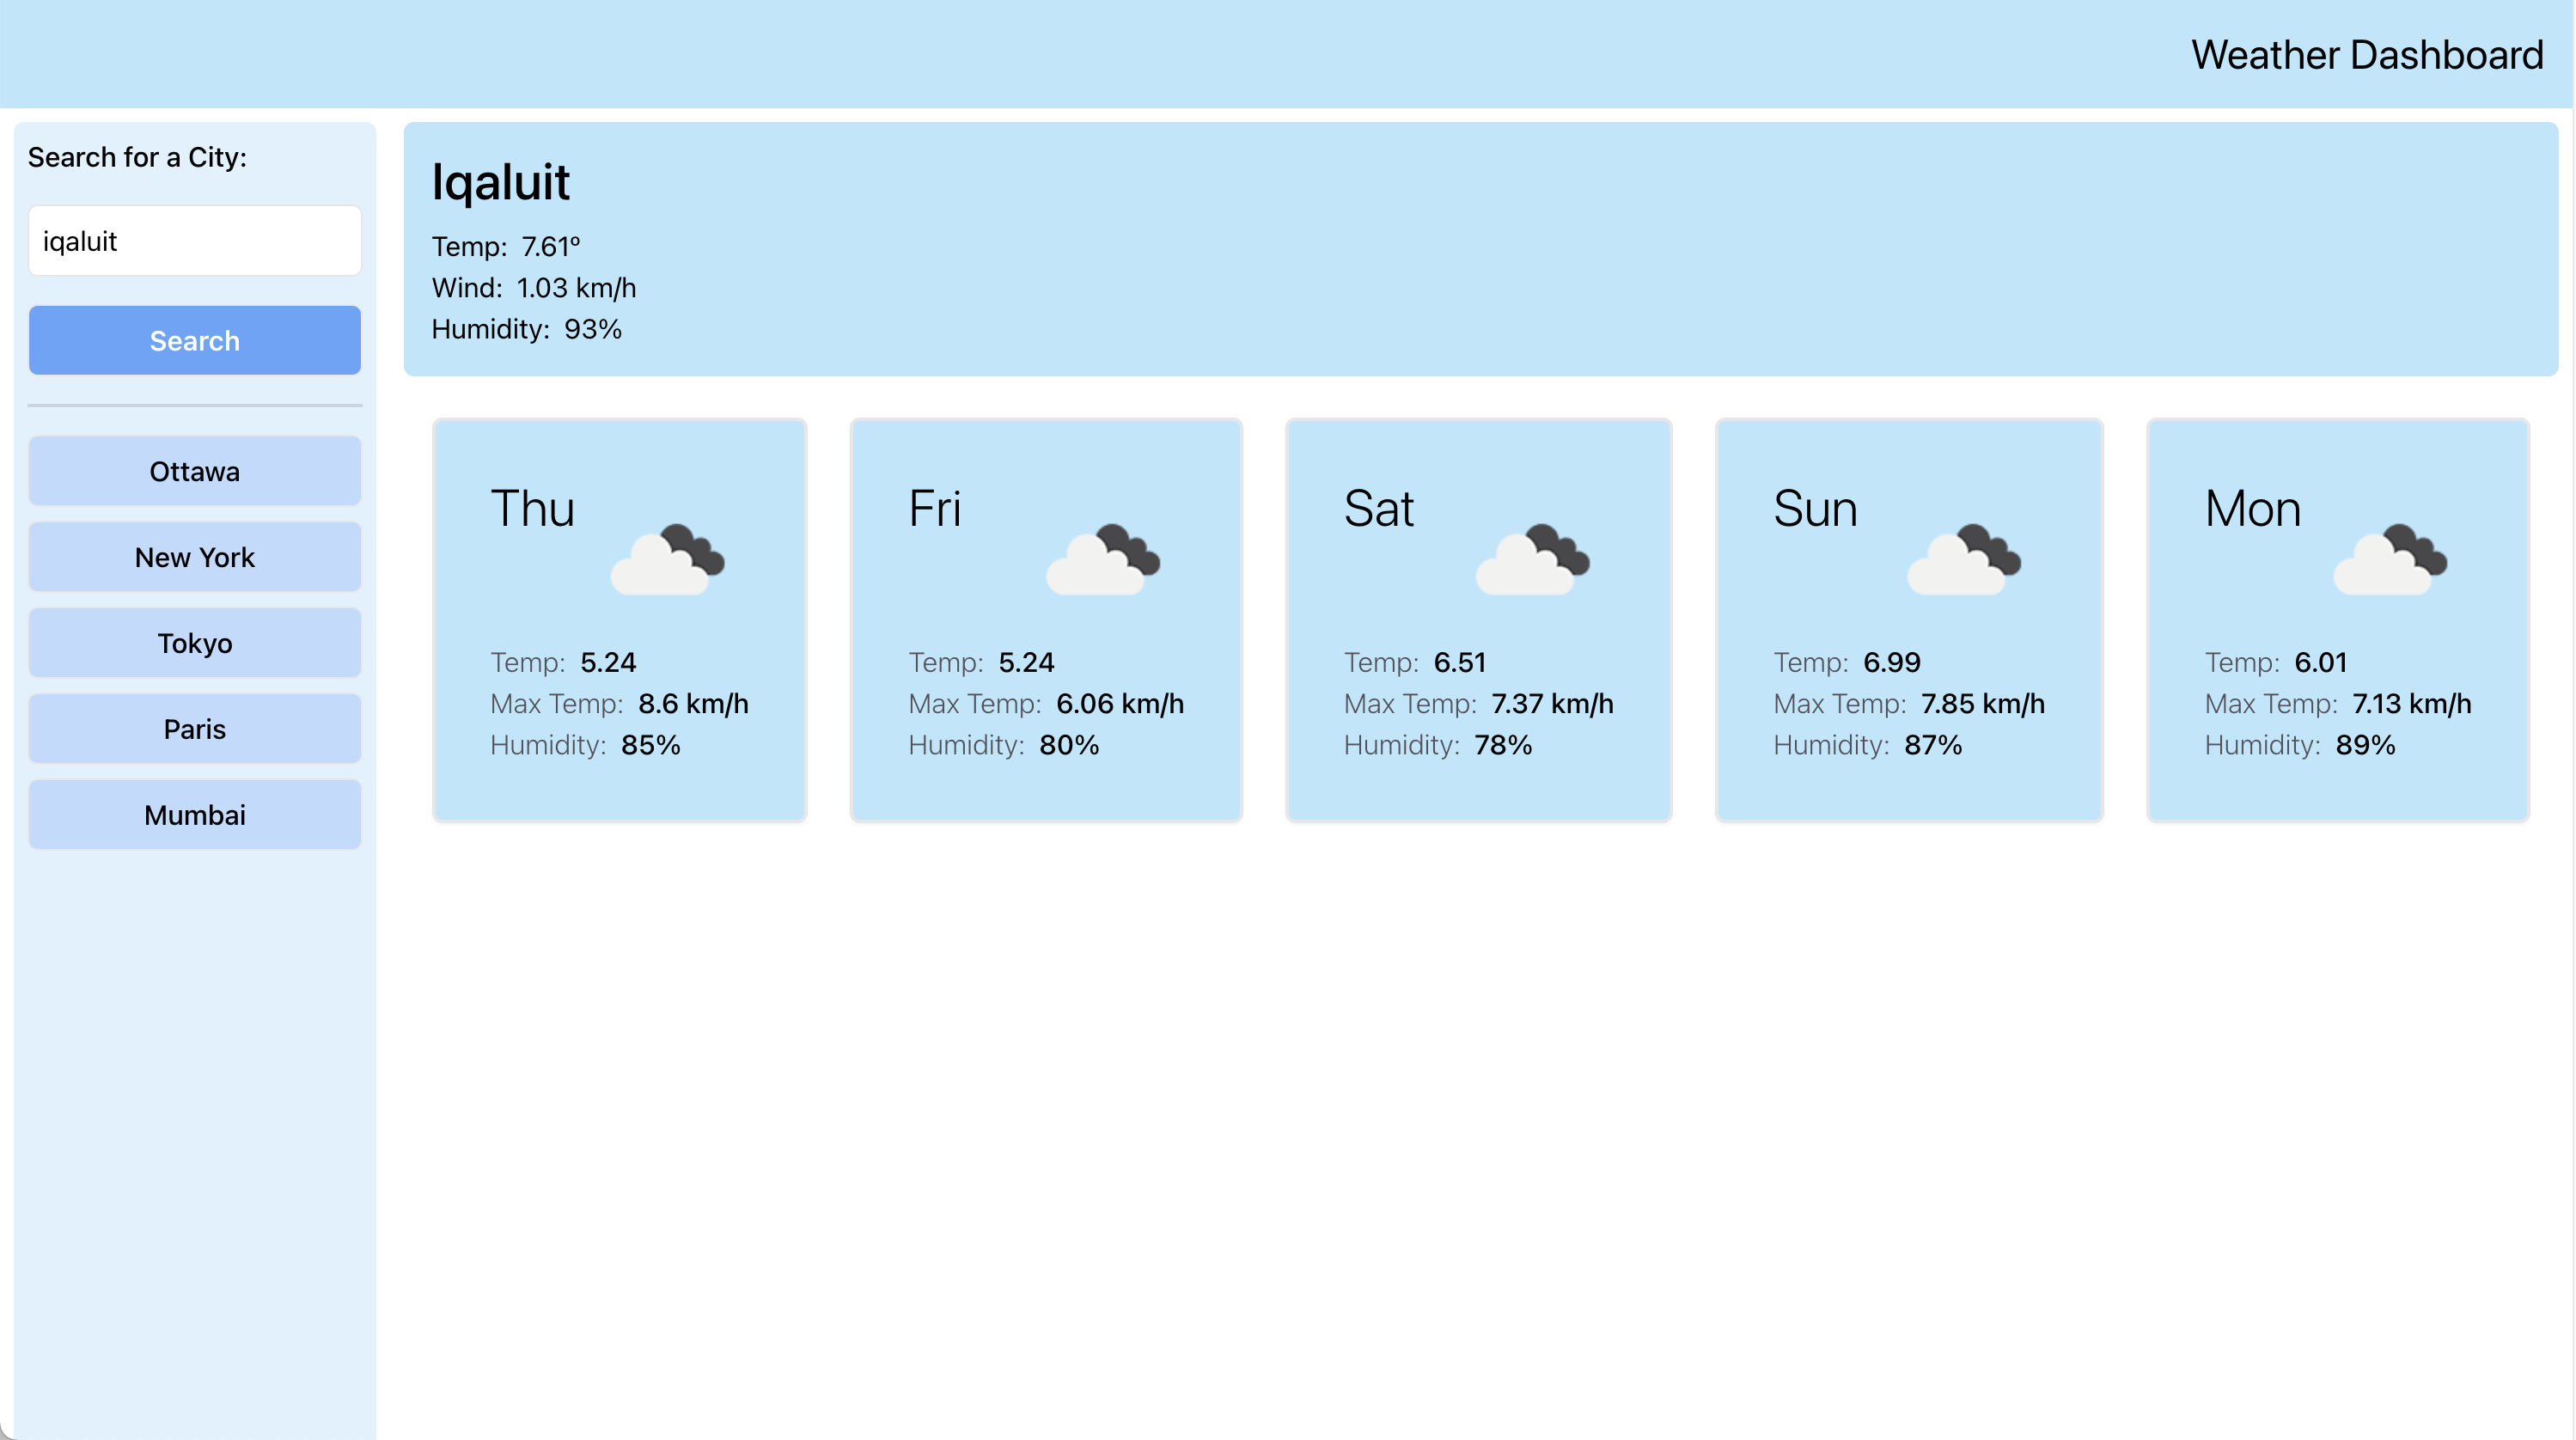 Weather Dashboard
Search for a City:
iqaluit
Search
Ottawa
New York
Tokyo
Paris
Mumbai
Iqaluit
Temp: 7.61º
Wind: 1.03 km/h
Humidity: 93%
Thu
Temp: 5.24
Max Temp: 8.6 km/h
Humidity: 85%
Fri
Temp: 5.24
Max Temp: 6.06 km/h
Humidity: 80%
Sat
Temp: 6.51
Max Temp: 7.37 km/h
Humidity: 78%
Sun
Temp: 6.99
Max Temp: 7.85 km/h
Humidity: 87%
Mon
Temp: 6.01
Max Temp: 7.13 km/h
Humidity: 89%